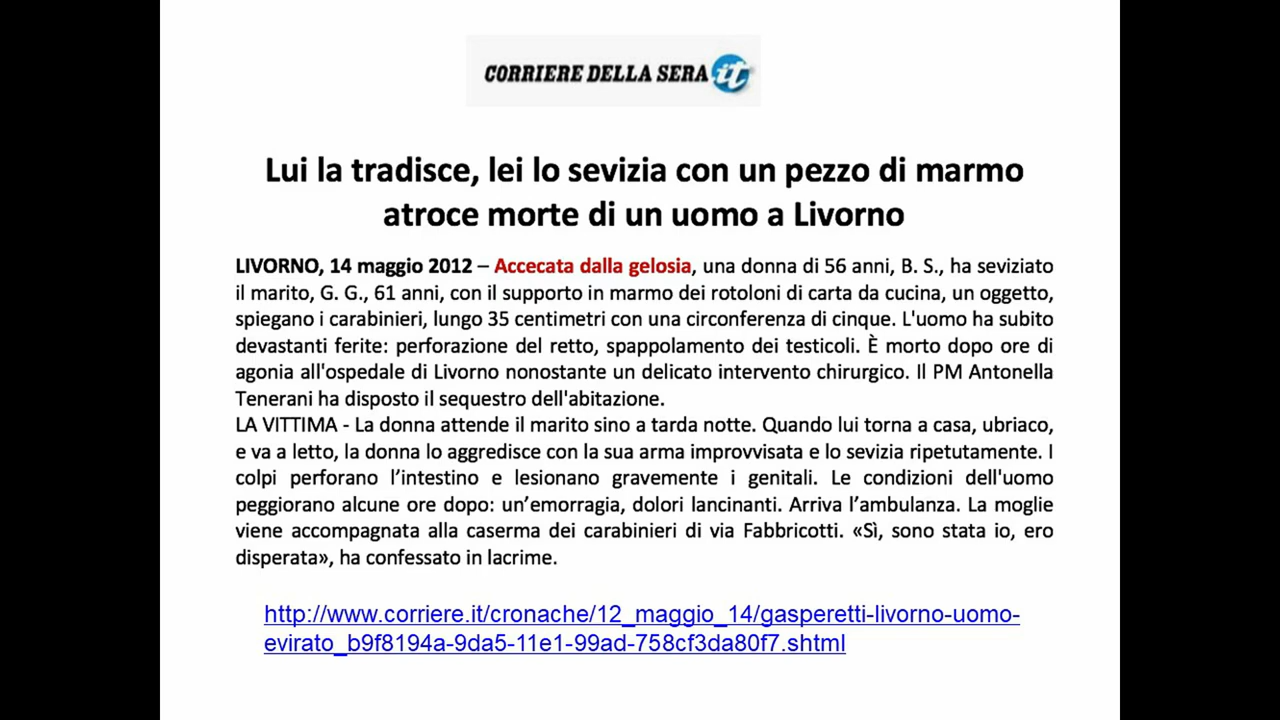 CORRIERE DELLA SERA it
Lui la tradisce, lei lo sevizia con un pezzo di marmo
atroce morte di un uomo a Livorno
LIVORNO, 14 maggio 2012 – Accecata dalla gelosia, una donna di 56 anni, B. S., ha seviziato
il marito, G. G., 61 anni, con il supporto in marmo dei rotoloni di carta da cucina, un oggetto,
spiegano i carabinieri, lungo 35 centimetri con una circonferenza di cinque. L'uomo ha subito
devastanti ferite: perforazione del retto, spappolamento dei testicoli. È morto dopo ore di
agonia all'ospedale di Livorno nonostante un delicato intervento chirurgico. Il PM Antonella
Tenerani ha disposto il sequestro dell'abitazione.
LA VITTIMA - La donna attende il marito sino a tarda notte. Quando lui torna a casa, ubriaco,
e va a letto, la donna lo aggredisce con la sua arma improvvisata e lo sevizia ripetutamente. I
colpi perforano l’intestino e lesionano gravemente i genitali. Le condizioni dell'uomo
peggiorano alcune ore dopo: un’emorragia, dolori lancinanti. Arriva l’ambulanza. La moglie
viene accompagnata alla caserma dei carabinieri di via Fabbricotti. «Sì, sono stata io, ero
disperata», ha confessato in lacrime.
http://www.corriere.it/cronache/12_maggio_14/gasperetti-livorno-uomo-
evirato_b9f8194a-9da5-11e1-99ad-758cf3da80f7.shtml